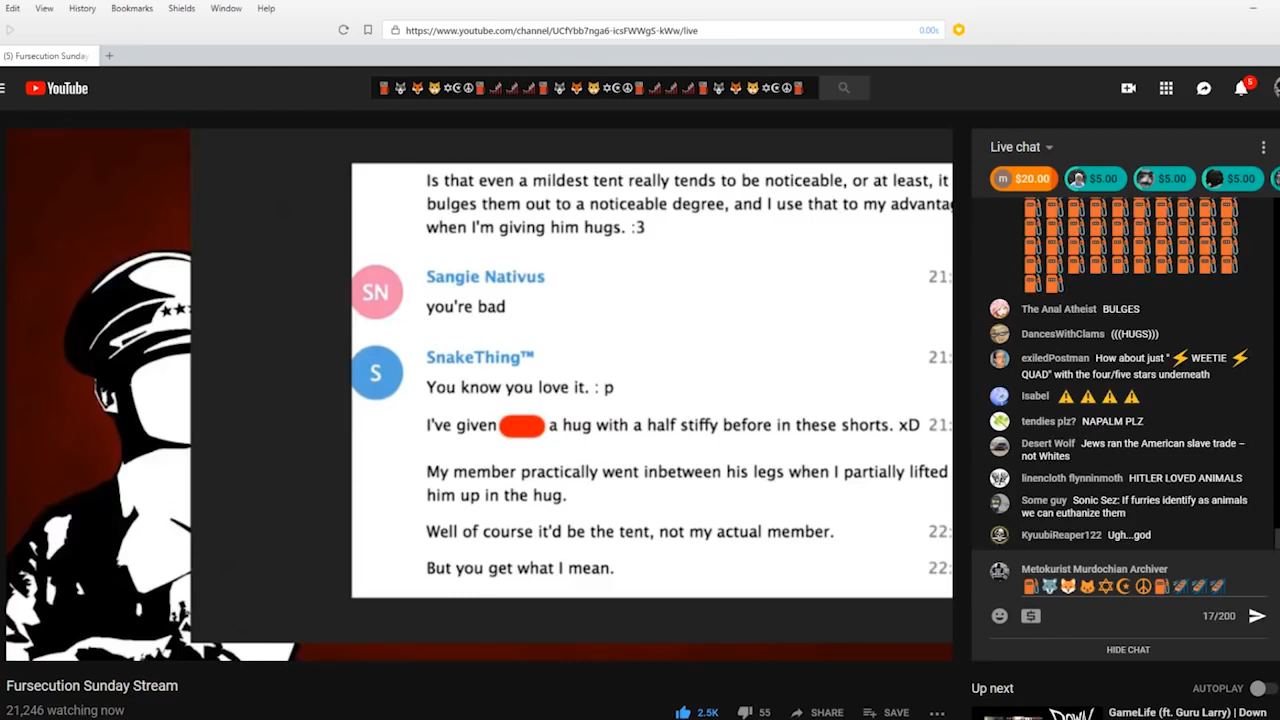 Edit View History Bookmarks Shields Window Help
https://www.youtube.com/channel/UCfYbb7nga6-icsFWWgS-kWw/live 0.00s
(5) Fursecution Sunday
YouTube
5
Is that even a mildest tent really tends to be noticeable, or at least, it
bulges them out to a noticeable degree, and I use that to my advanta
when I'm giving him hugs. :3
Sangie Nativus 21:
SN
you're bad
SnakeThing™ 21:
S
You know you love it. : p
I've given a hug with a half stiffy before in these shorts. xD 21:
My member practically went inbetween his legs when I partially lifted
him up in the hug.
Well of course it'd be the tent, not my actual member. 22:
But you get what I mean. 22:
Live chat
m $20.00 $5.00 $5.00 $5.00
The Anal Atheist BULGES
DancesWithClams (((HUGS)))
exiledPostman How about just "⚡ WEETIE ⚡
QUAD" with the four/five stars underneath
Isabel ⚠ ⚠ ⚠ ⚠
tendies plz? NAPALM PLZ
Desert Wolf Jews ran the American slave trade –
not Whites
linencloth flynninmoth HITLER LOVED ANIMALS
Some guy Sonic Sez: If furries identify as animals
we can euthanize them
KyuubiReaper122 Ugh...god
Metokurist Murdochian Archiver
17/200
HIDE CHAT
Fursecution Sunday Stream
21,246 watching now
2.5K 55 SHARE SAVE
Up next AUTOPLAY
GameLife (ft. Guru Larry) | Down
DOWN